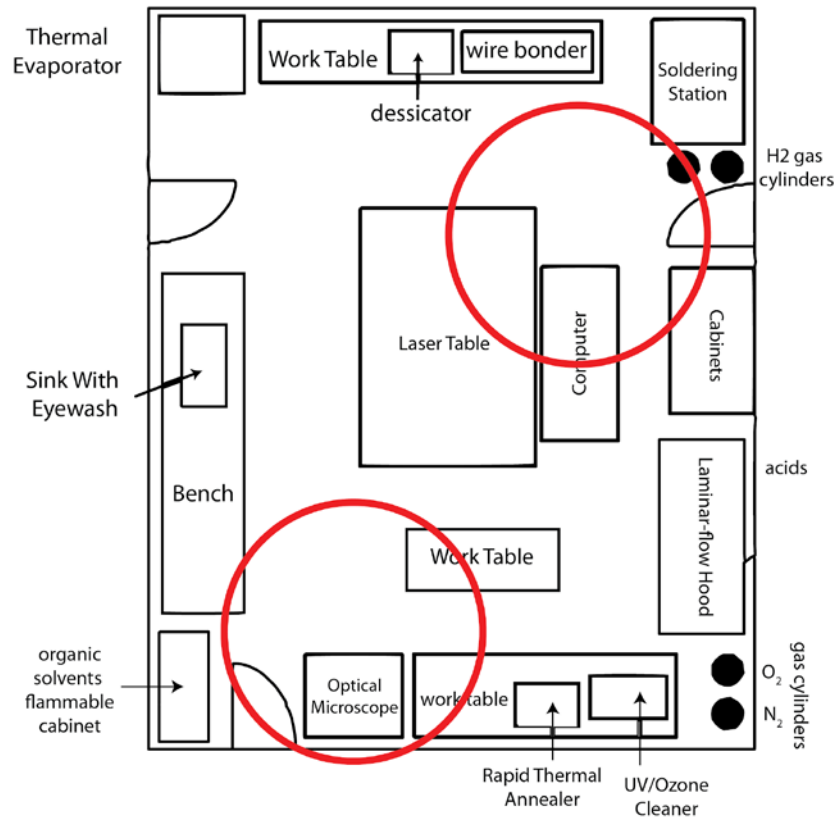 Thermal
Evaporator
Work Table
wire bonder
dessicator
Soldering
Station
H2 gas
cylinders
Laser Table
Computer
Cabinets
Sink With
Eyewash
Bench
acids
Laminar-flow Hood
Work Table
organic
solvents
flammable
cabinet
Optical
Microscope
work table
O₂
N₂
gas cylinders
Rapid Thermal
Annealer
UV/Ozone
Cleaner